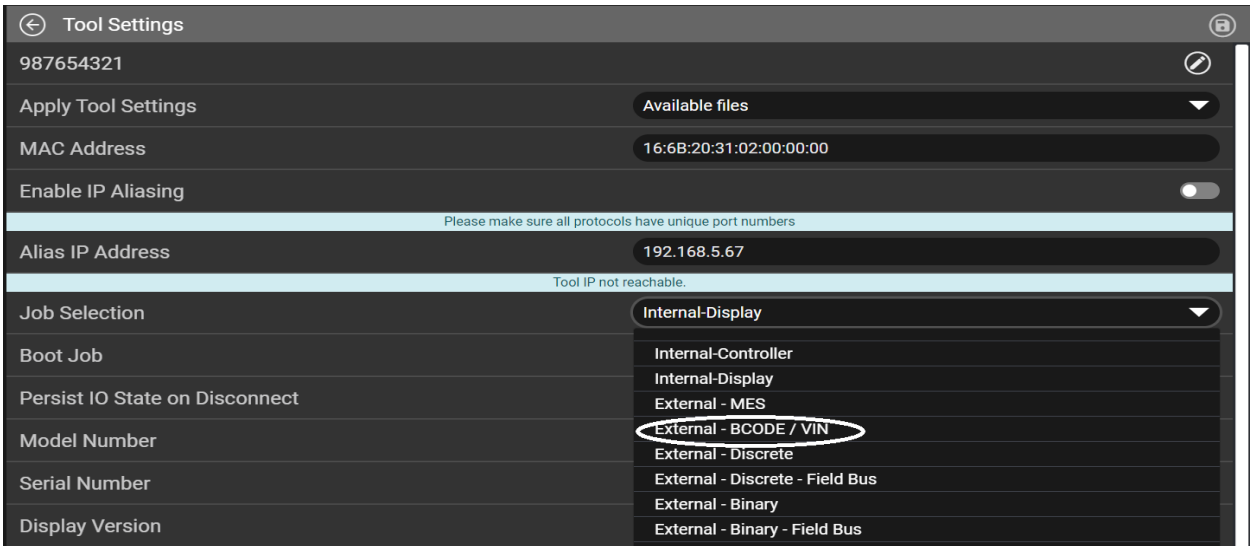 Tool Settings
987654321
Apply Tool Settings Available files
MAC Address 16:6B:20:31:02:00:00:00
Enable IP Aliasing
Please make sure all protocols have unique port numbers
Alias IP Address 192.168.5.67
Tool IP not reachable.
Job Selection Internal-Display
Boot Job Internal-Controller
Internal-Display
Persist IO State on Disconnect External - MES
External - BCODE / VIN
Model Number External - Discrete
Serial Number External - Discrete - Field Bus
External - Binary
Display Version External - Binary - Field Bus